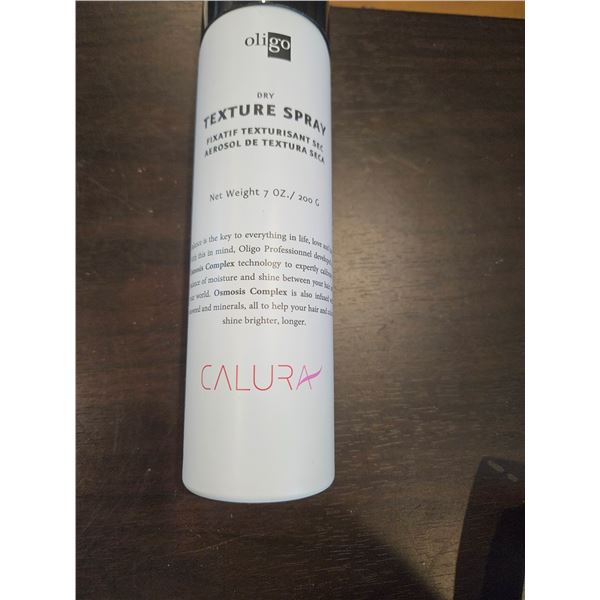 oligo
DRY
TEXTURE SPRAY
FIXATIF TEXTURISANT SEC
AEROSOL DE TEXTURA SECA
Net Weight 7 OZ./ 200 G
is the key to everything in life, love and
this in mind, Oligo Professionnel
Osmosis Complex technology to expertly
of moisture and shine between your
world. Osmosis Complex is also infused
and minerals, all to help your hair and
shine brighter, longer.
CALURA